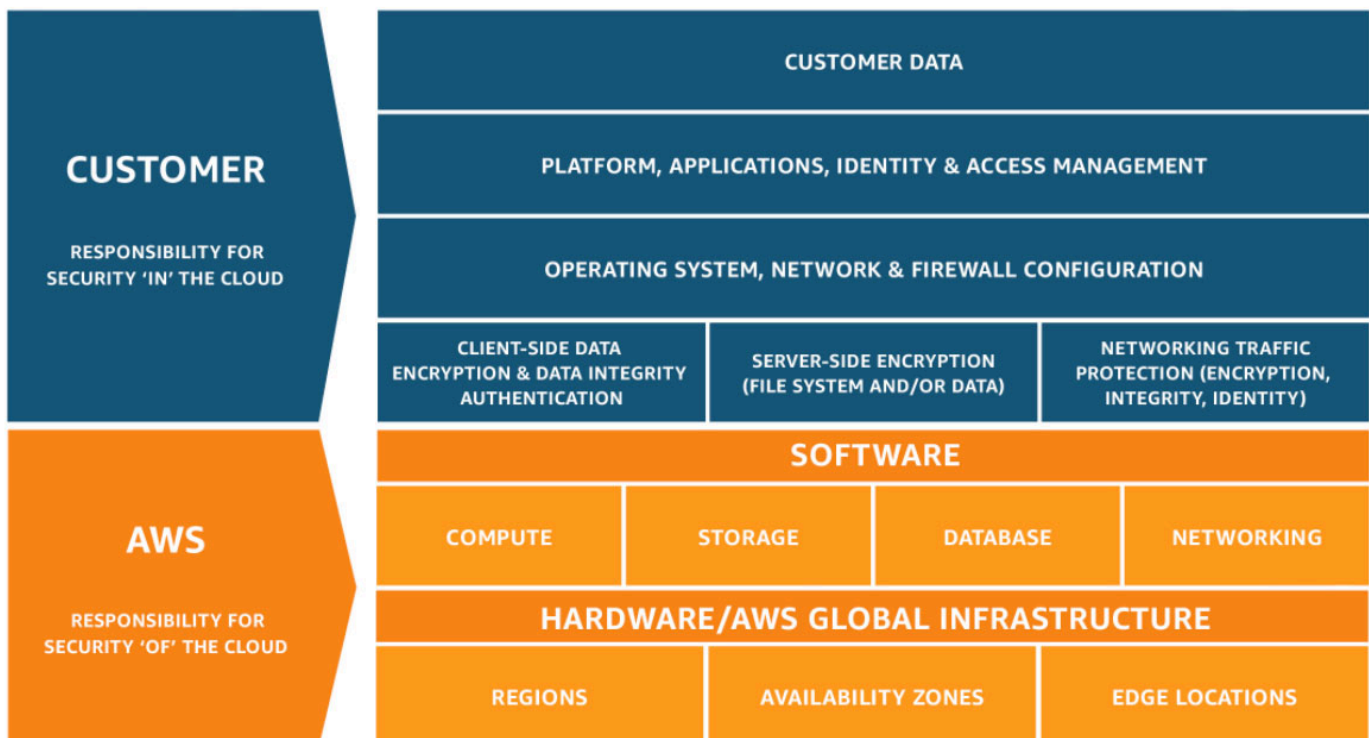 CUSTOMER
RESPONSIBILITY FOR
SECURITY ‘IN’ THE CLOUD
CUSTOMER DATA
PLATFORM, APPLICATIONS, IDENTITY & ACCESS MANAGEMENT
OPERATING SYSTEM, NETWORK & FIREWALL CONFIGURATION
CLIENT-SIDE DATA
ENCRYPTION & DATA INTEGRITY
AUTHENTICATION
SERVER-SIDE ENCRYPTION
(FILE SYSTEM AND/OR DATA)
NETWORKING TRAFFIC
PROTECTION (ENCRYPTION,
INTEGRITY, IDENTITY)
AWS
RESPONSIBILITY FOR
SECURITY ‘OF’ THE CLOUD
SOFTWARE
COMPUTE
STORAGE
DATABASE
NETWORKING
HARDWARE/AWS GLOBAL INFRASTRUCTURE
REGIONS
AVAILABILITY ZONES
EDGE LOCATIONS